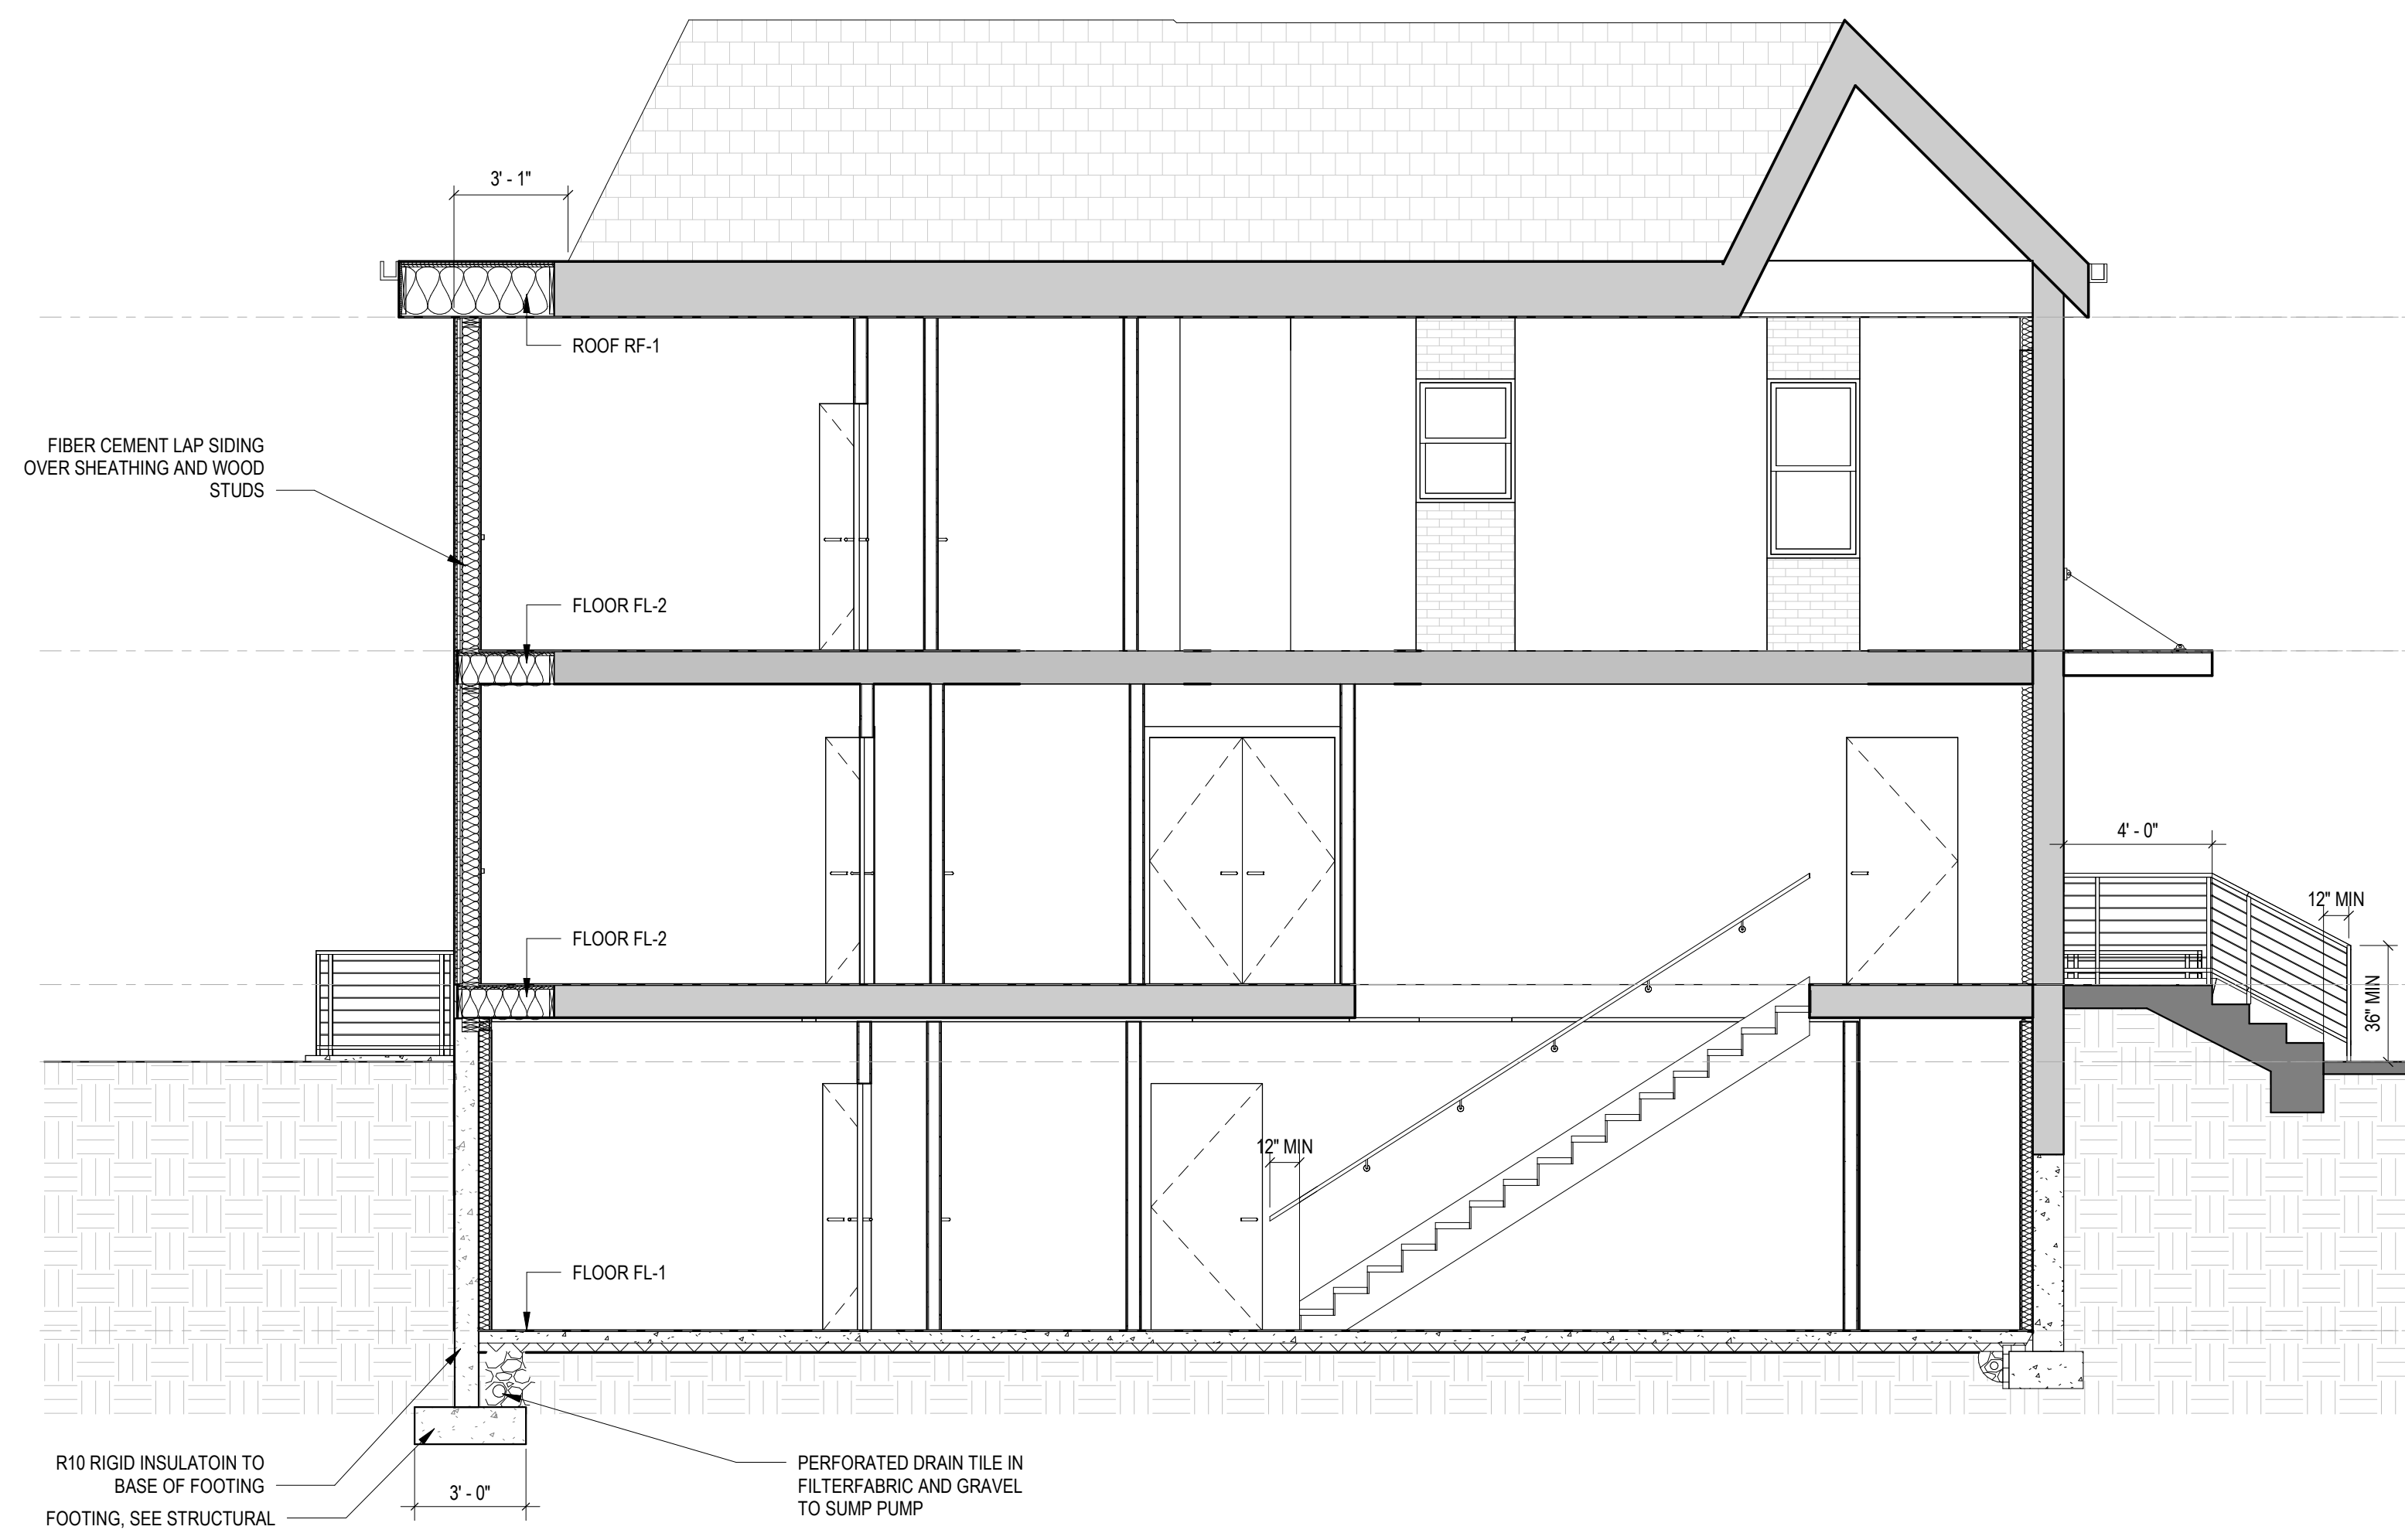 3' - 1"
ROOF RF-1
FIBER CEMENT LAP SIDING
OVER SHEATHING AND WOOD
STUDS
FLOOR FL-2
4' - 0"
12" MIN
FLOOR FL-2
36" MIN
12" MIN
FLOOR FL-1
R10 RIGID INSULATOIN TO
BASE OF FOOTING
FOOTING, SEE STRUCTURAL
3' - 0"
PERFORATED DRAIN TILE IN
FILTERFABRIC AND GRAVEL
TO SUMP PUMP